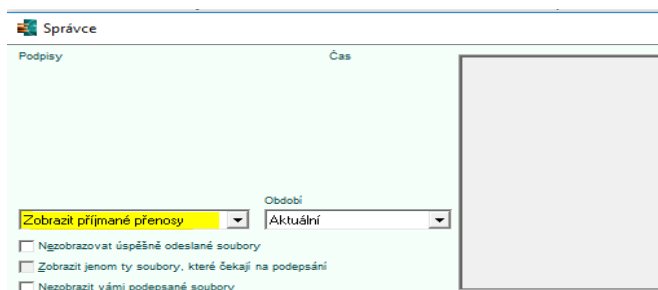 Správce
Podpisy Čas
Období
Zobrazit příjmané přenosy Aktuální
Nezobrazovat úspěšně odeslané soubory
Zobrazit jenom ty soubory, které čekají na podepsání
Nezobrazit vámi podepsané soubory